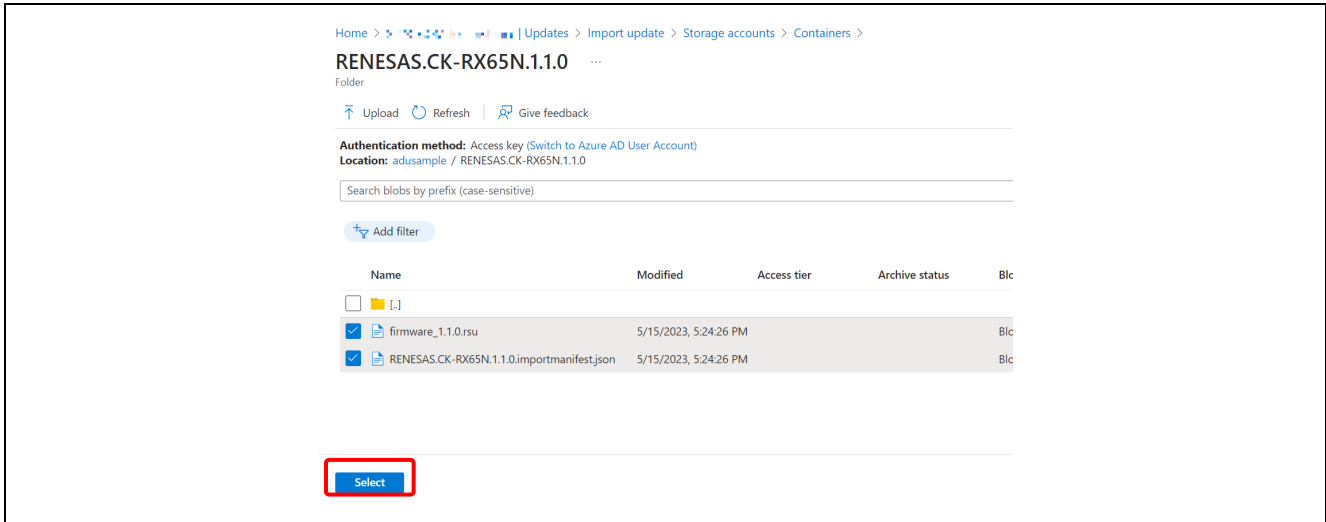 Home > | Updates > Import update > Storage accounts > Containers >
RENESAS.CK-RX65N.1.1.0 ...
Folder
Upload Refresh Give feedback
Authentication method: Access key (Switch to Azure AD User Account)
Location: adusample / RENESAS.CK-RX65N.1.1.0
Search blobs by prefix (case-sensitive)
Add filter
Name Modified Access tier Archive status
[..]
firmware_1.1.0.rsu 5/15/2023, 5:24:26 PM
RENESAS.CK-RX65N.1.1.0.importmanifest.json 5/15/2023, 5:24:26 PM
Select